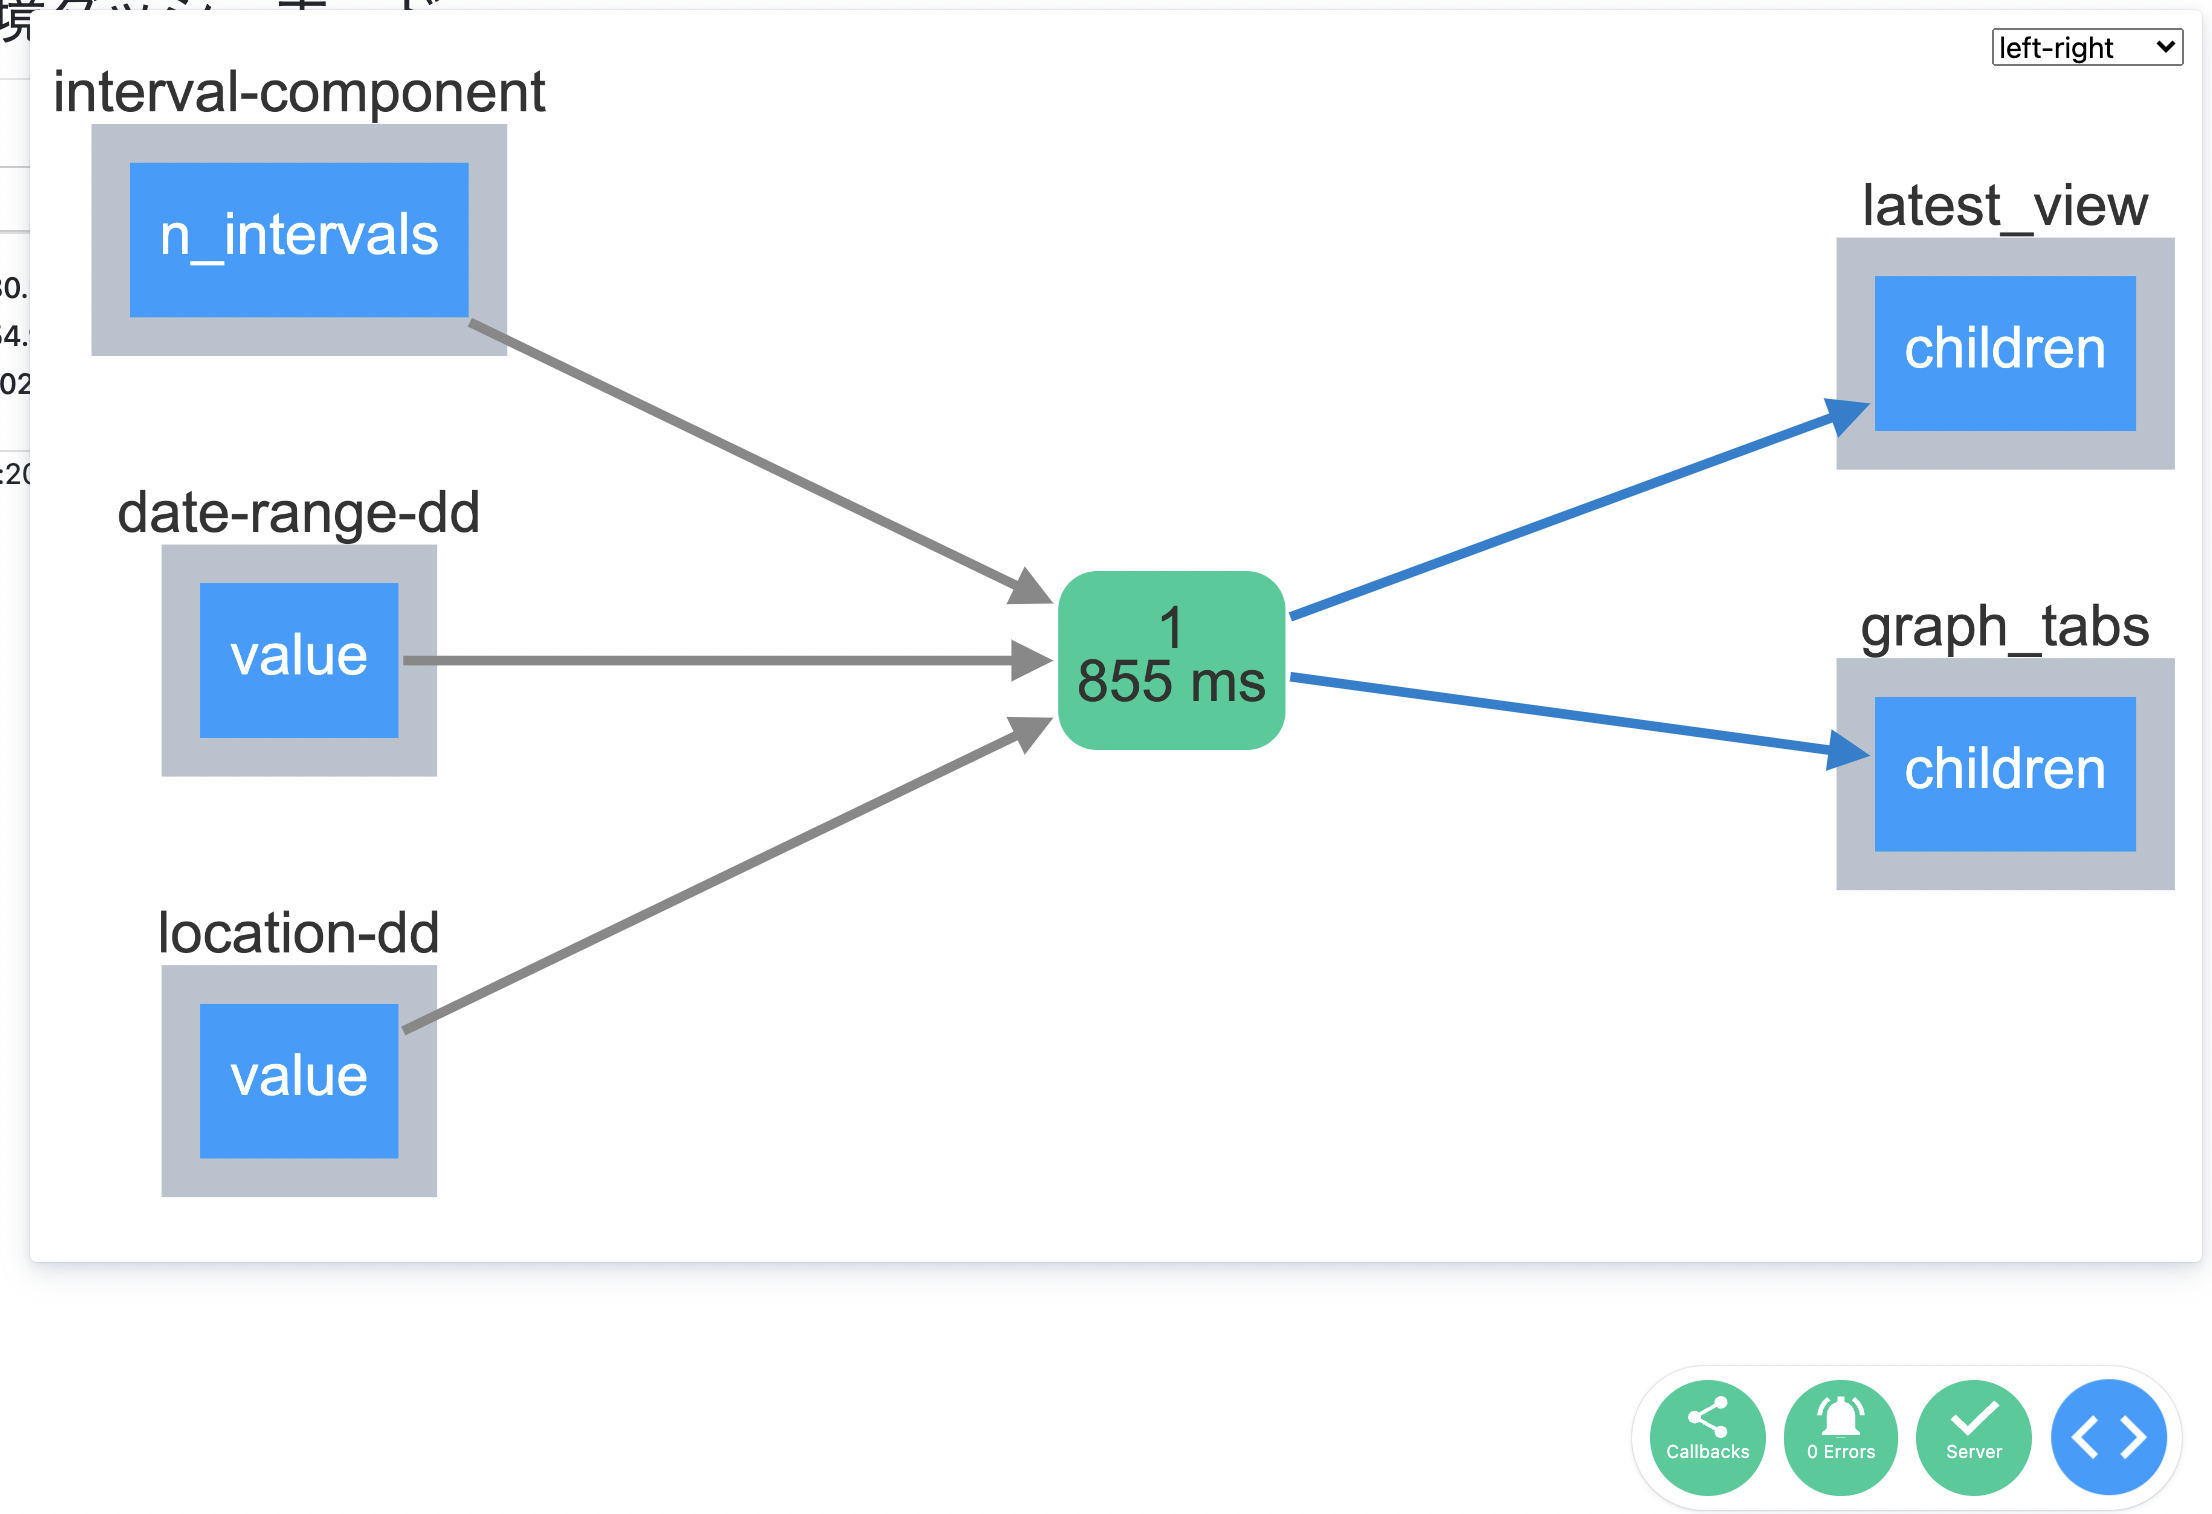 left-right
interval-component
n_intervals
latest_view
children
date-range-dd
value
1
855 ms
graph_tabs
children
location-dd
value
Callbacks
0 Errors
Server